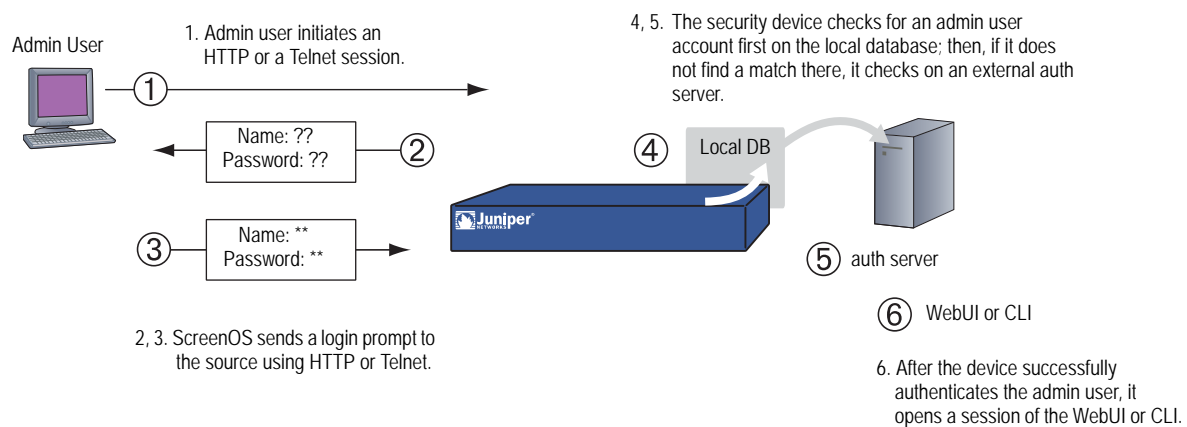 Admin User
1. Admin user initiates an
HTTP or a Telnet session.
1
Name: ??
Password: ??
2
3
Name: **
Password: **
2, 3. ScreenOS sends a login prompt to
the source using HTTP or Telnet.
4, 5. The security device checks for an admin user
account first on the local database; then, if it does
not find a match there, it checks on an external auth
server.
4
Local DB
Juniper
NETWORKS
5 auth server
6 WebUI or CLI
6. After the device successfully
authenticates the admin user, it
opens a session of the WebUI or CLI.